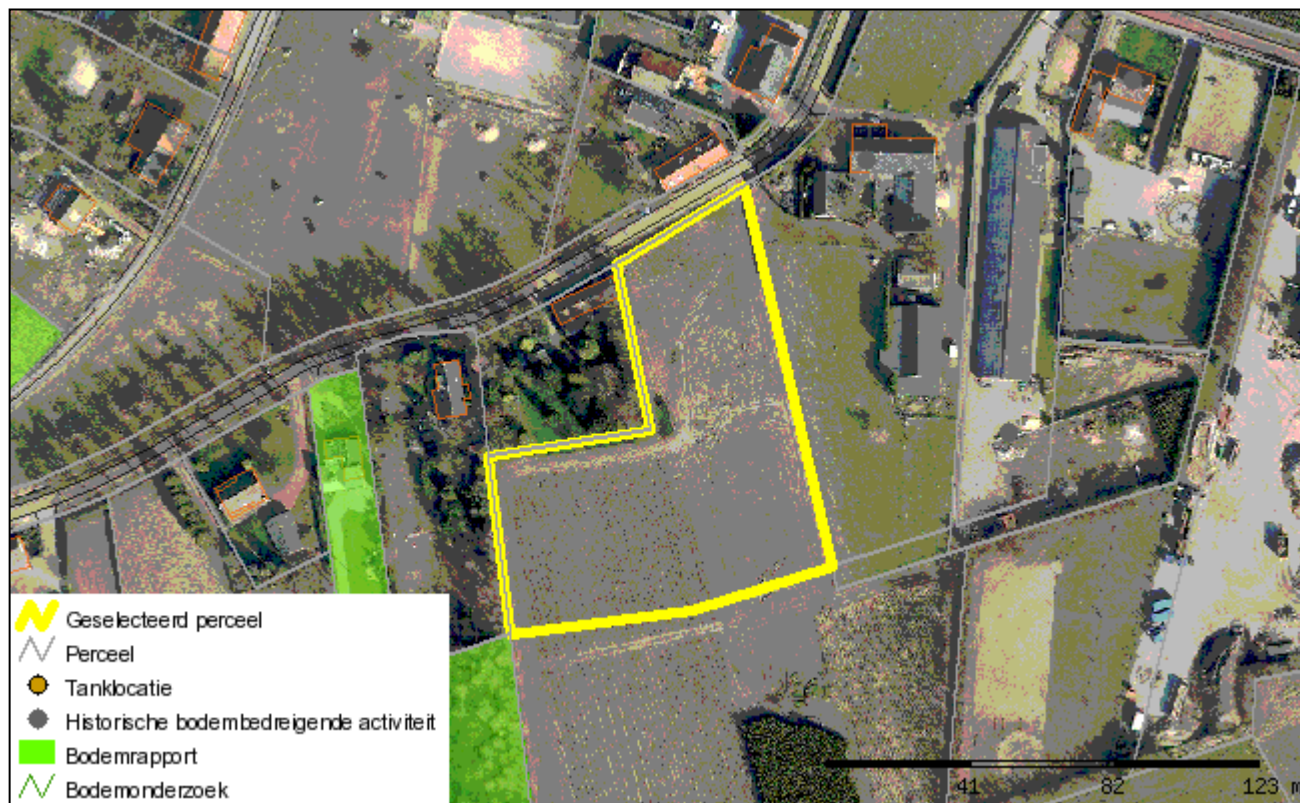 Geselecteerd perceel
Perceel
Tanklocatie
Historische bodembedreigende activiteit
Bodemrapport
Bodemonderzoek
41 82 123 m